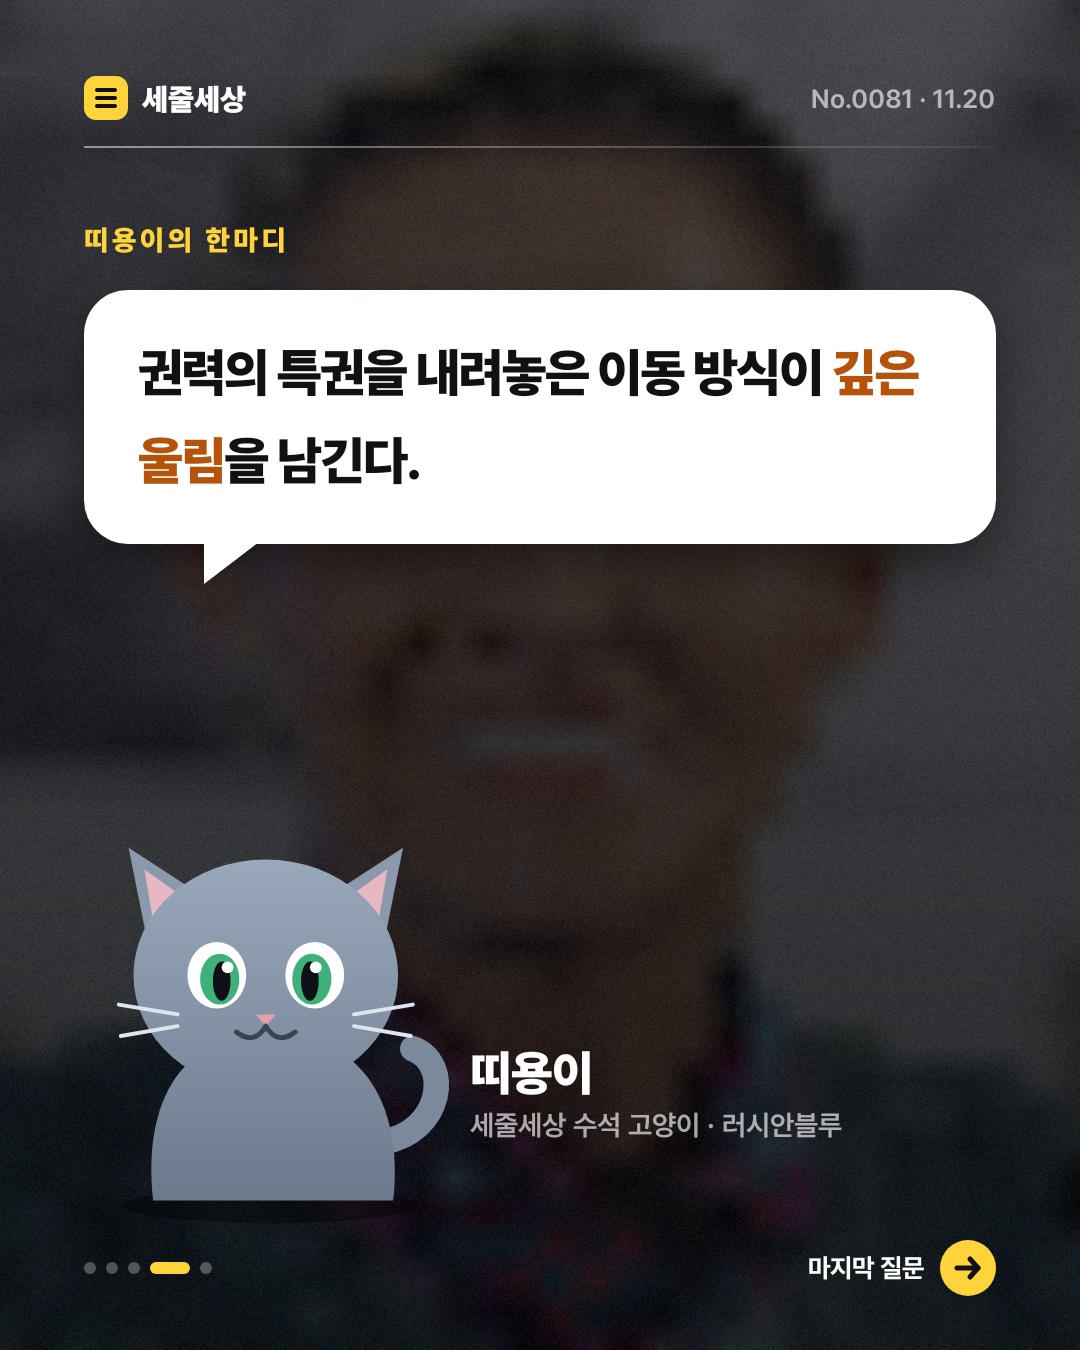 세줄세상
No.0081 · 11.20
띠용이의 한마디
권력의 특권을 내려놓은 이동 방식이 깊은
울림을 남긴다.
띠용이
세줄세상 수석 고양이 · 러시안블루
마지막 질문